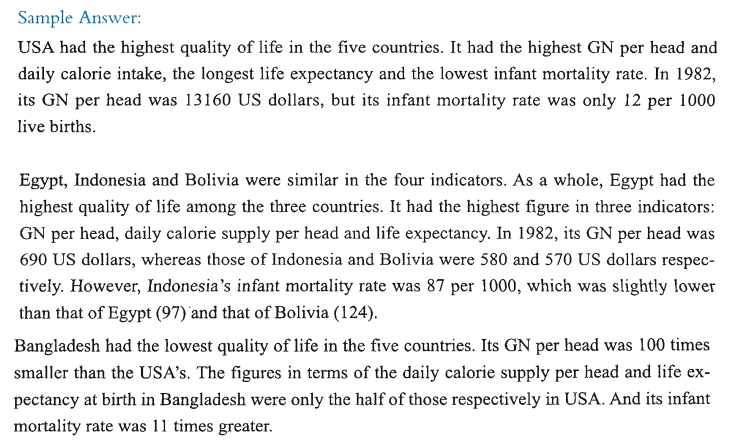 Sample Answer:
USA had the highest quality of life in the five countries. It had the highest GN per head and
daily calorie intake, the longest life expectancy and the lowest infant mortality rate. In 1982,
its GN per head was 13160 US dollars, but its infant mortality rate was only 12 per 1000
live births.
Egypt, Indonesia and Bolivia were similar in the four indicators. As a whole, Egypt had the
highest quality of life among the three countries. It had the highest figure in three indicators:
GN per head, daily calorie supply per head and life expectancy. In 1982, its GN per head was
690 US dollars, whereas those of Indonesia and Bolivia were 580 and 570 US dollars respec-
tively. However, Indonesia's infant mortality rate was 87 per 1000, which was slightly lower
than that of Egypt (97) and that of Bolivia (124).
Bangladesh had the lowest quality of life in the five countries. Its GN per head was 100 times
smaller than the USA's. The figures in terms of the daily calorie supply per head and life ex-
pectancy at birth in Bangladesh were only the half of those respectively in USA. And its infant
mortality rate was 11 times greater.